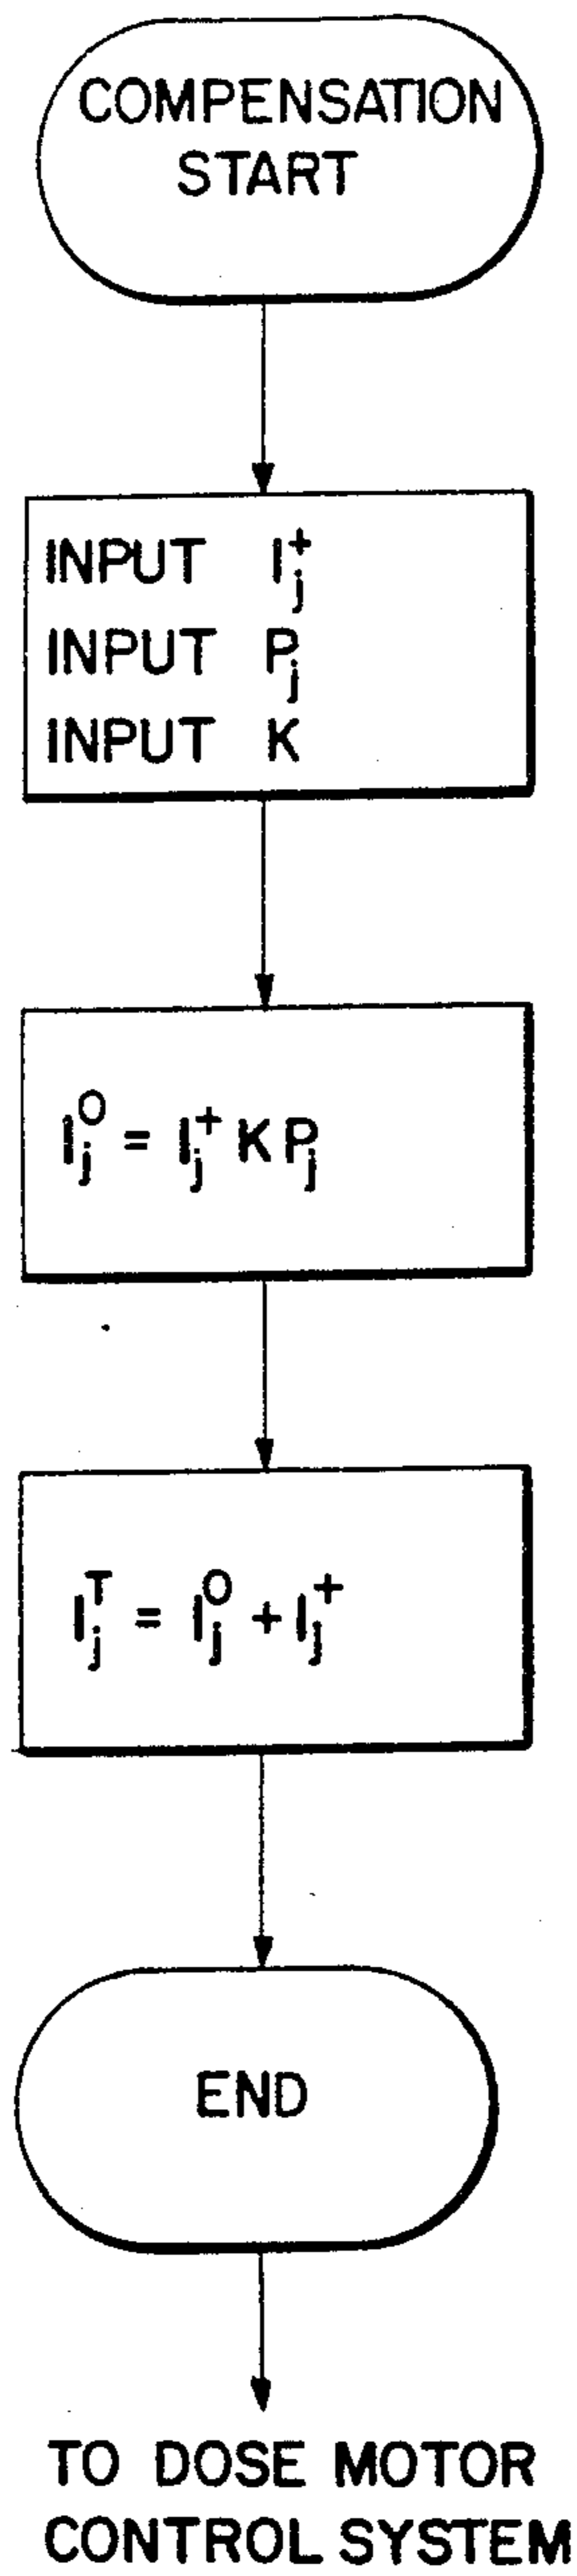 COMPENSATION
START
INPUT I_j^+
INPUT P_j
INPUT K
I_j^O = I_j^+ K P_j
I_j^T = I_j^O + I_j^+
END
TO DOSE MOTOR
CONTROL SYSTEM